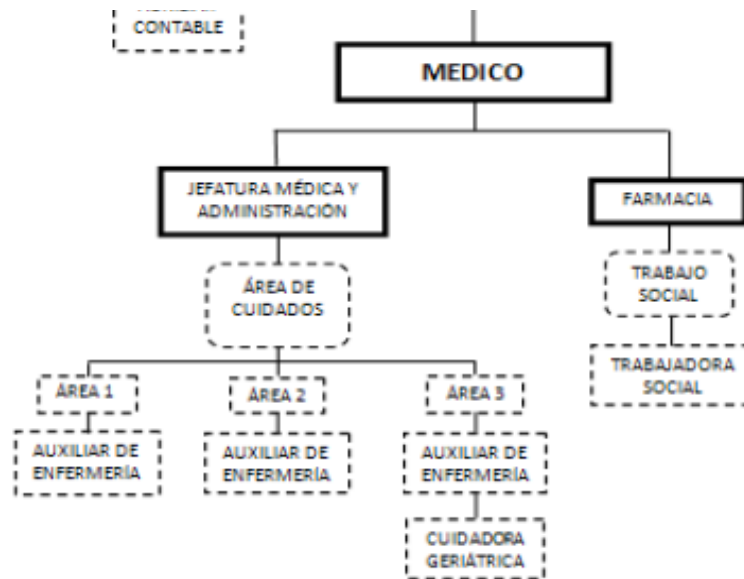 CONTABLE
MEDICO
JEFATURA MÉDICA Y
ADMINISTRACIÓN
FARMACIA
ÁREA DE
CUIDADOS
TRABAJO
SOCIAL
TRABAJADORA
SOCIAL
ÁREA 1
ÁREA 2
ÁREA 3
AUXILIAR DE
ENFERMERÍA
AUXILIAR DE
ENFERMERÍA
AUXILIAR DE
ENFERMERÍA
CUIDADORA
GERIÁTRICA